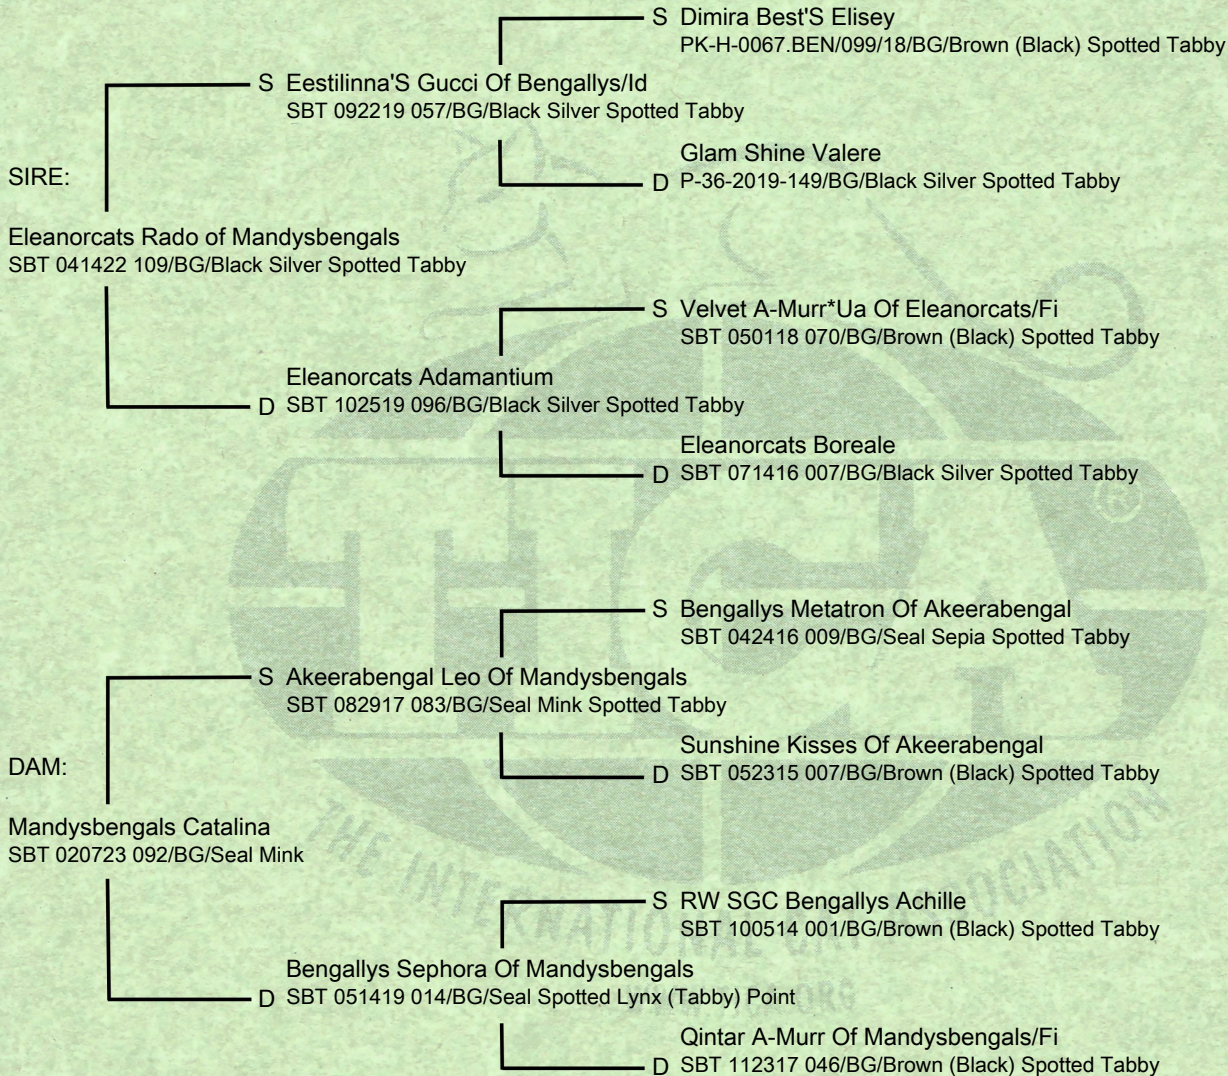 S Dimira Best'S Elisey
PK-H-0067.BEN/099/18/BG/Brown (Black) Spotted Tabby
S Eestilinna'S Gucci Of Bengallys/Id
SBT 092219 057/BG/Black Silver Spotted Tabby
Glam Shine Valere
D P-36-2019-149/BG/Black Silver Spotted Tabby
SIRE:
Eleanorcats Rado of Mandysbengals
SBT 041422 109/BG/Black Silver Spotted Tabby
S Velvet A-Murr*Ua Of Eleanorcats/Fi
SBT 050118 070/BG/Brown (Black) Spotted Tabby
Eleanorcats Adamantium
D SBT 102519 096/BG/Black Silver Spotted Tabby
Eleanorcats Boreale
D SBT 071416 007/BG/Black Silver Spotted Tabby
TICA ®
S Bengallys Metatron Of Akeerabengal
SBT 042416 009/BG/Seal Sepia Spotted Tabby
S Akeerabengal Leo Of Mandysbengals
SBT 082917 083/BG/Seal Mink Spotted Tabby
Sunshine Kisses Of Akeerabengal
D SBT 052315 007/BG/Brown (Black) Spotted Tabby
DAM:
Mandysbengals Catalina
SBT 020723 092/BG/Seal Mink
THE INTERNATIONAL CAT ASSOCIATION
S RW SGC Bengallys Achille
SBT 100514 001/BG/Brown (Black) Spotted Tabby
Bengallys Sephora Of Mandysbengals
D SBT 051419 014/BG/Seal Spotted Lynx (Tabby) Point
Qintar A-Murr Of Mandysbengals/Fi
D SBT 112317 046/BG/Brown (Black) Spotted Tabby